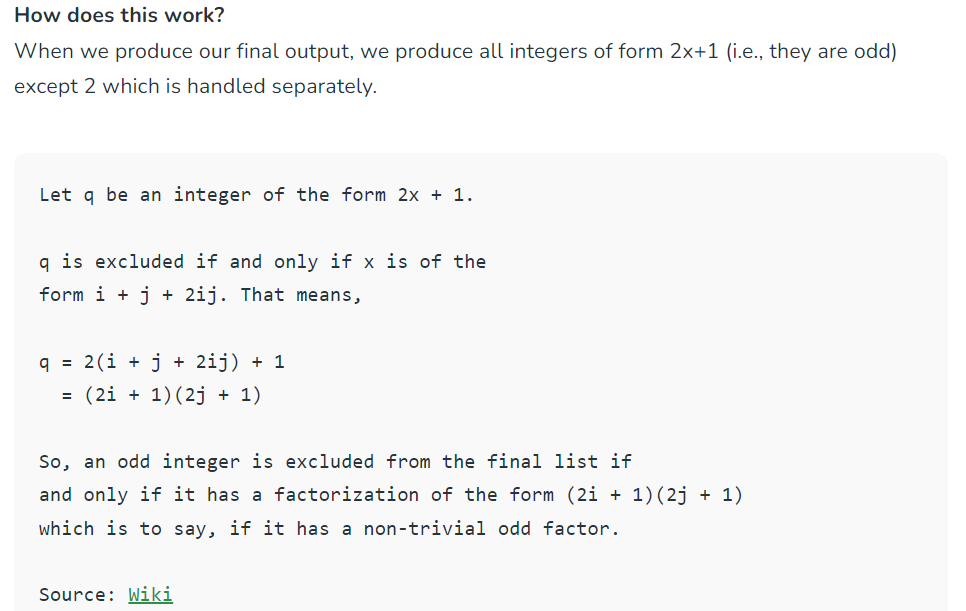 How does this work?
When we produce our final output, we produce all integers of form 2x+1 (i.e., they are odd)
except 2 which is handled separately.
Let q be an integer of the form 2x + 1.
q is excluded if and only if x is of the
form i + j + 2ij. That means,
q = 2(i + j + 2ij) + 1
= (2i + 1)(2j + 1)
So, an odd integer is excluded from the final list if
and only if it has a factorization of the form (2i + 1)(2j + 1)
which is to say, if it has a non-trivial odd factor.
Source: Wiki